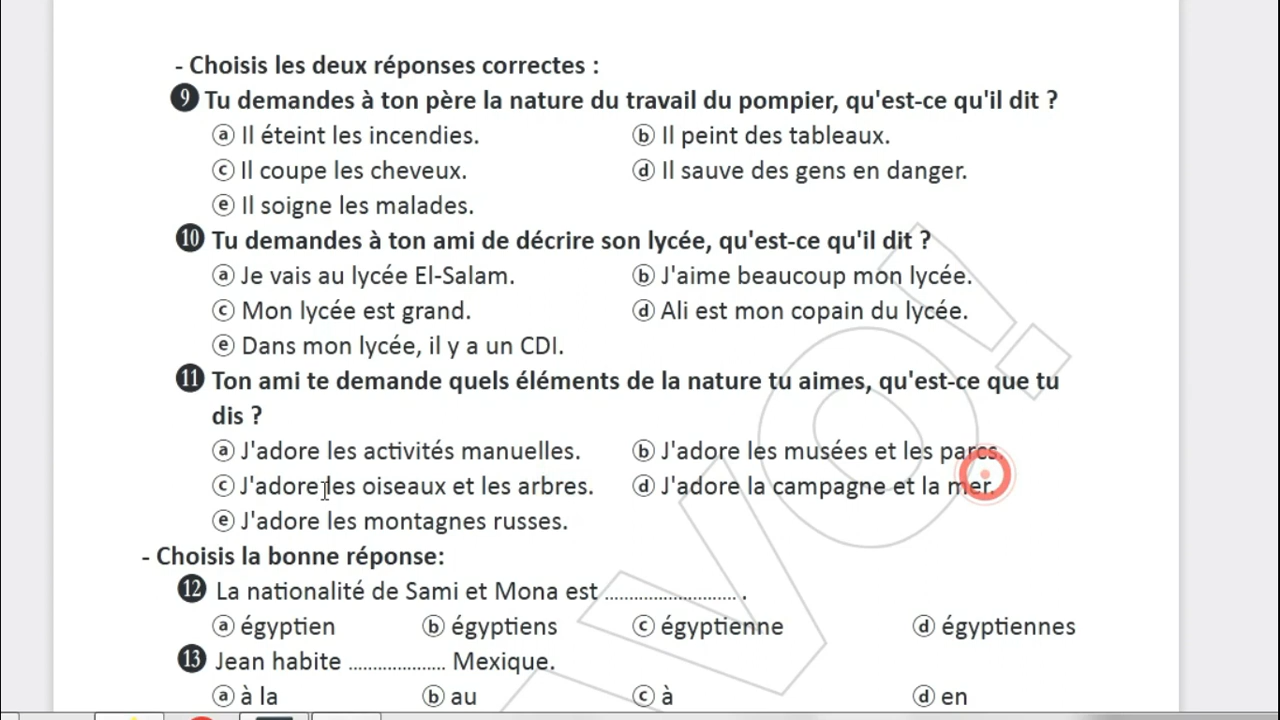 - Choisis les deux réponses correctes :
9 Tu demandes à ton père la nature du travail du pompier, qu'est-ce qu'il dit ?
a Il éteint les incendies. b Il peint des tableaux.
c Il coupe les cheveux. d Il sauve des gens en danger.
e Il soigne les malades.
10 Tu demandes à ton ami de décrire son lycée, qu'est-ce qu'il dit ?
a Je vais au lycée El-Salam. b J'aime beaucoup mon lycée.
c Mon lycée est grand. d Ali est mon copain du lycée.
e Dans mon lycée, il y a un CDI.
11 Ton ami te demande quels éléments de la nature tu aimes, qu'est-ce que tu
dis ?
a J'adore les activités manuelles. b J'adore les musées et les parcs.
c J'adore les oiseaux et les arbres. d J'adore la campagne et la mer.
e J'adore les montagnes russes.
- Choisis la bonne réponse:
12 La nationalité de Sami et Mona est .......................... .
a égyptien b égyptiens c égyptienne d égyptiennes
13 Jean habite .................... Mexique.
a à la b au c à d en
VO!